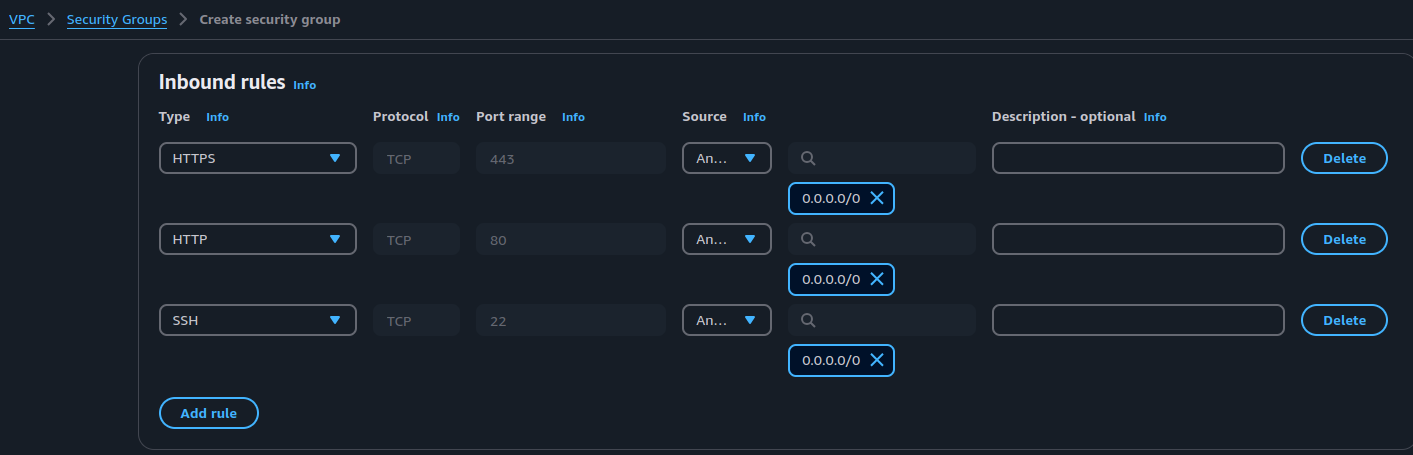 VPC > Security Groups > Create security group
Inbound rules Info
Type Info Protocol Info Port range Info Source Info Description - optional Info
HTTPS TCP 443 An... Delete
0.0.0.0/0
HTTP TCP 80 An... Delete
0.0.0.0/0
SSH TCP 22 An... Delete
0.0.0.0/0
Add rule